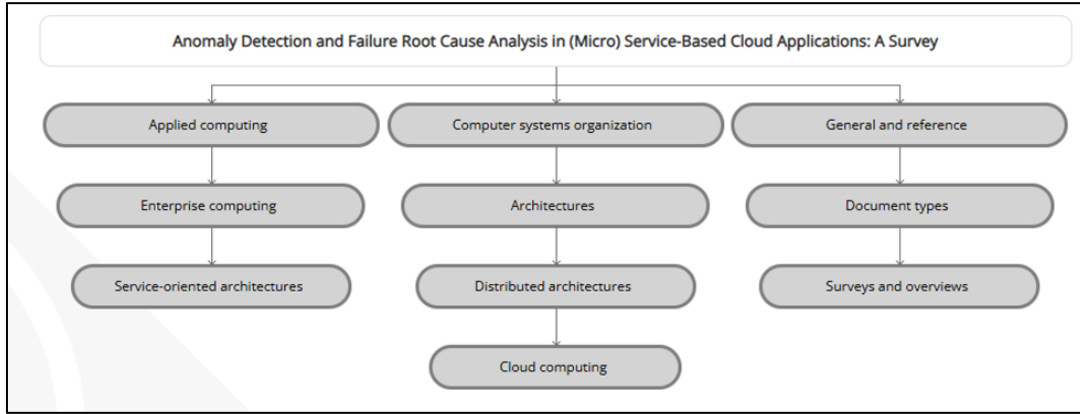 Anomaly Detection and Failure Root Cause Analysis in (Micro) Service-Based Cloud Applications: A Survey
Applied computing
Computer systems organization
General and reference
Enterprise computing
Architectures
Document types
Service-oriented architectures
Distributed architectures
Surveys and overviews
Cloud computing